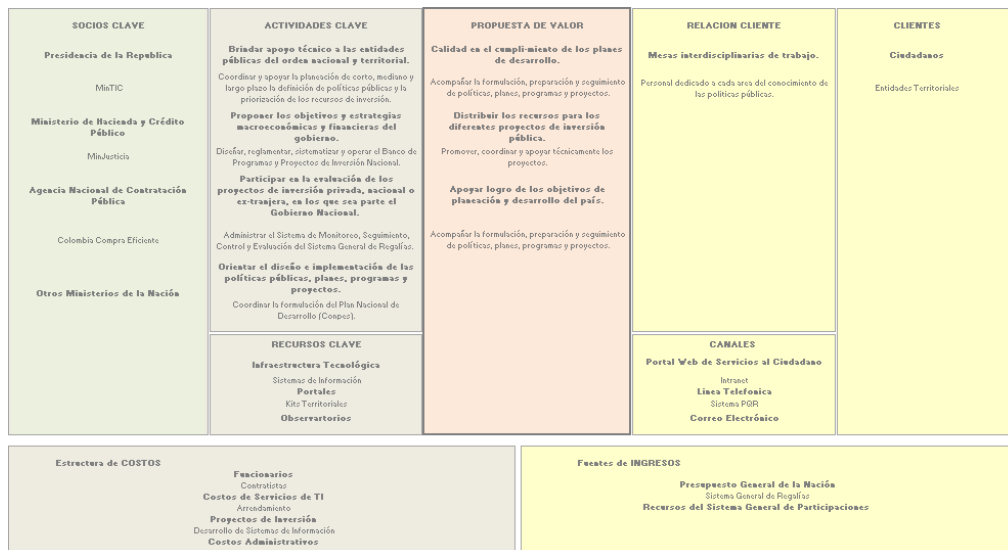 SOCIOS CLAVE
Presidencia de la Republica
MinTIC
Ministerio de Hacienda y Crédito
Público
MinJusticia
Agencia Nacional de Contratación
Pública
Colombia Compra Eficiente
Otros Ministerios de la Nación
ACTIVIDADES CLAVE
Brindar apoyo técnico a las entidades
públicas del orden nacional y territorial.
Coordinar y apoyar la planeación de corto, mediano y
largo plazo la definición de políticas públicas y la
priorización de los recursos de inversión.
Proponer los objetivos y estrategias
macroeconómicas y financieras del
gobierno.
Diseñar, reglamentar, sistematizar y operar el Banco de
Programas y Proyectos de Inversión Nacional.
Participar en la evaluación de los
proyectos de inversión privada, nacional o
ex-tranjera, en los que sea parte el
Gobierno Nacional.
Administrar el Sistema de Monitoreo, Seguimiento,
Control y Evaluación del Sistema General de Regalías.
Orientar el diseño e implementación de las
políticas públicas, planes, programas y
proyectos.
Coordinar la formulación del Plan Nacional de
Desarrollo (Conpes).
RECURSOS CLAVE
Infraestructura Tecnológica
Sistemas de Información
Portales
Kits Territoriales
Observartorios
PROPUESTA DE VALOR
Calidad en el cumpli-miento de los planes
de desarrollo.
Acompañar la formulación, preparación y seguimiento
de políticas, planes, programas y proyectos.
Distribuir los recursos para los
diferentes proyectos de inversión
pública.
Promover, coordinar y apoyar técnicamente los
proyectos.
Apoyar logro de los objetivos de
planeación y desarrollo del país.
Acompañar la formulación, preparación y seguimiento
de políticas, planes, programas y proyectos.
RELACION CLIENTE
Mesas interdisciplinarias de trabajo.
Personal dedicado a cada area del conocimiento de
las politicas públicas.
CANALES
Portal Web de Servicios al Ciudadano
Intranet
Linea Telefonica
Sistema PQR
Correo Electrónico
CLIENTES
Ciudadanos
Entidades Territoriales
Estructura de COSTOS
Funcionarios
Contratistas
Costos de Servicios de TI
Arrendamiento
Proyectos de Inversión
Desarrollo de Sistemas de Información
Costos Administrativos
Fuentes de INGRESOS
Presupuesto General de la Nación
Sistema General de Regalías
Recursos del Sistema General de Participaciones